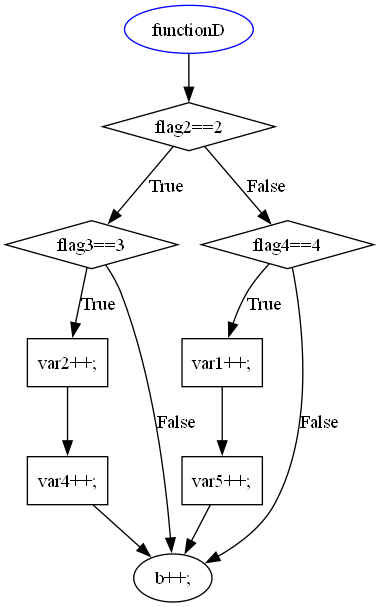 functionD
flag2==2
True
False
flag3==3
flag4==4
True
True
var2++;
var1++;
False
False
var4++;
var5++;
b++;